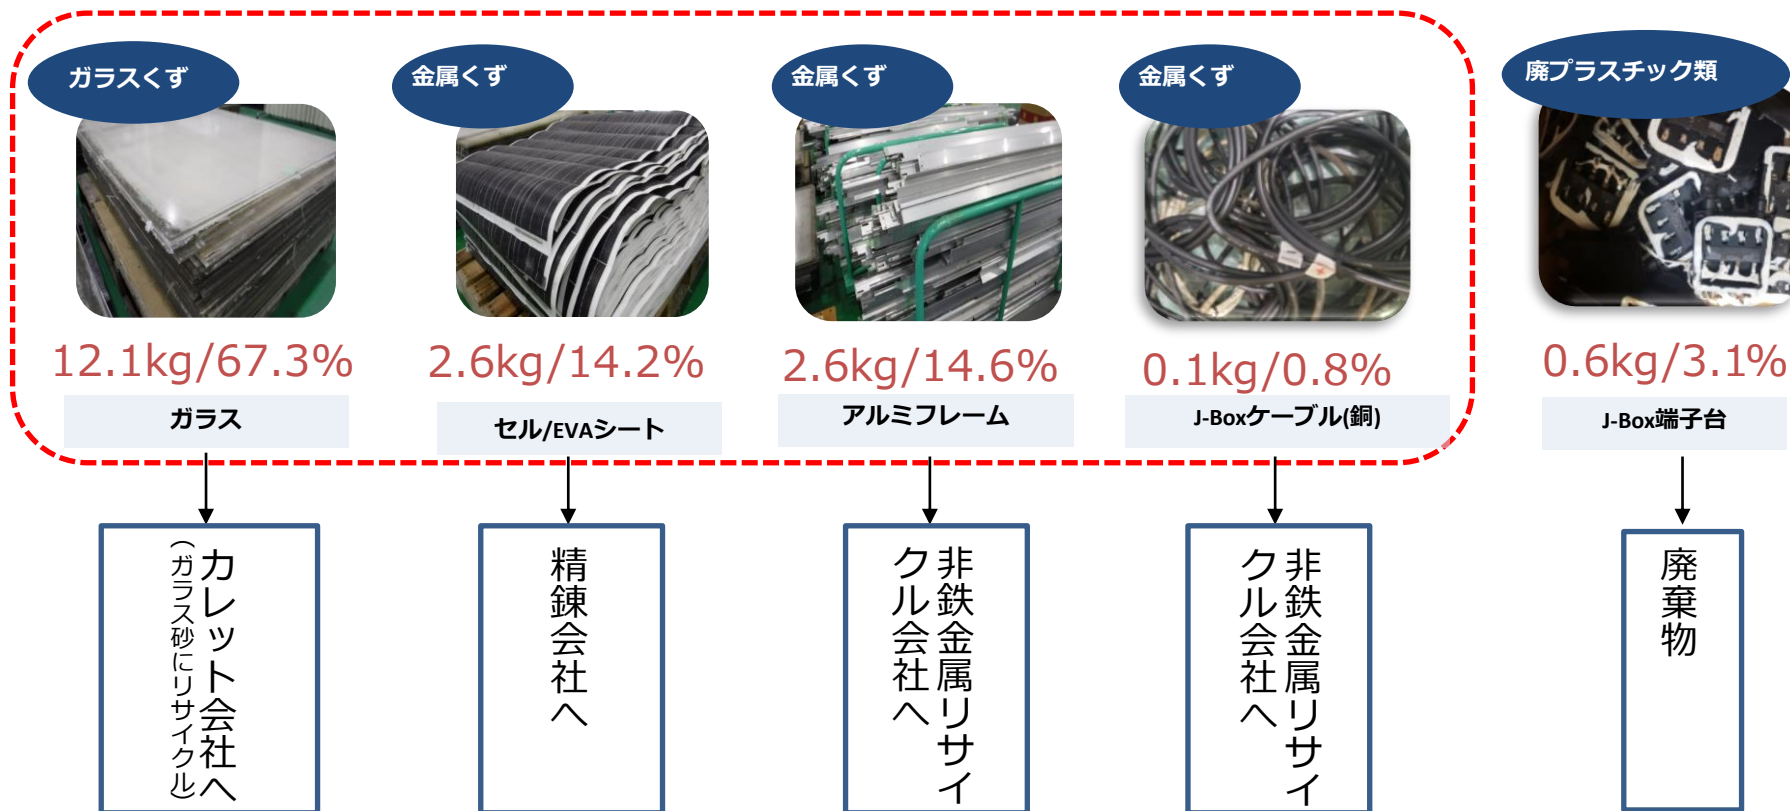 ガラスくず
金属くず
金属くず
金属くず
廃プラスチック類
12.1kg/67.3%
2.6kg/14.2%
2.6kg/14.6%
0.1kg/0.8%
0.6kg/3.1%
ガラス
セル/EVAシート
アルミフレーム
J-Boxケーブル(銅)
J-Box端子台
カレット会社へ
(ガラス砂にリサイクル)
精錬会社へ
非鉄金属リサイ
クル会社へ
非鉄金属リサイ
クル会社へ
廃棄物